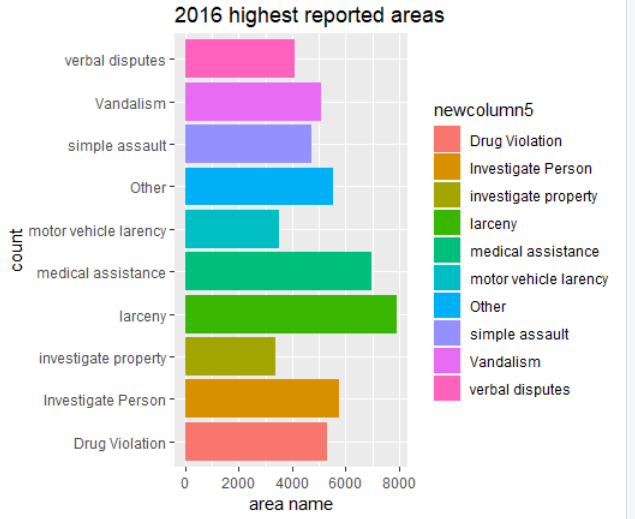 2016 highest reported areas
verbal disputes
Vandalism
simple assault
Other
motor vehicle larency
medical assistance
larceny
investigate property
Investigate Person
Drug Violation
count
0 2000 4000 6000 8000
area name
newcolumn5
Drug Violation
Investigate Person
investigate property
larceny
medical assistance
motor vehicle larency
Other
simple assault
Vandalism
verbal disputes